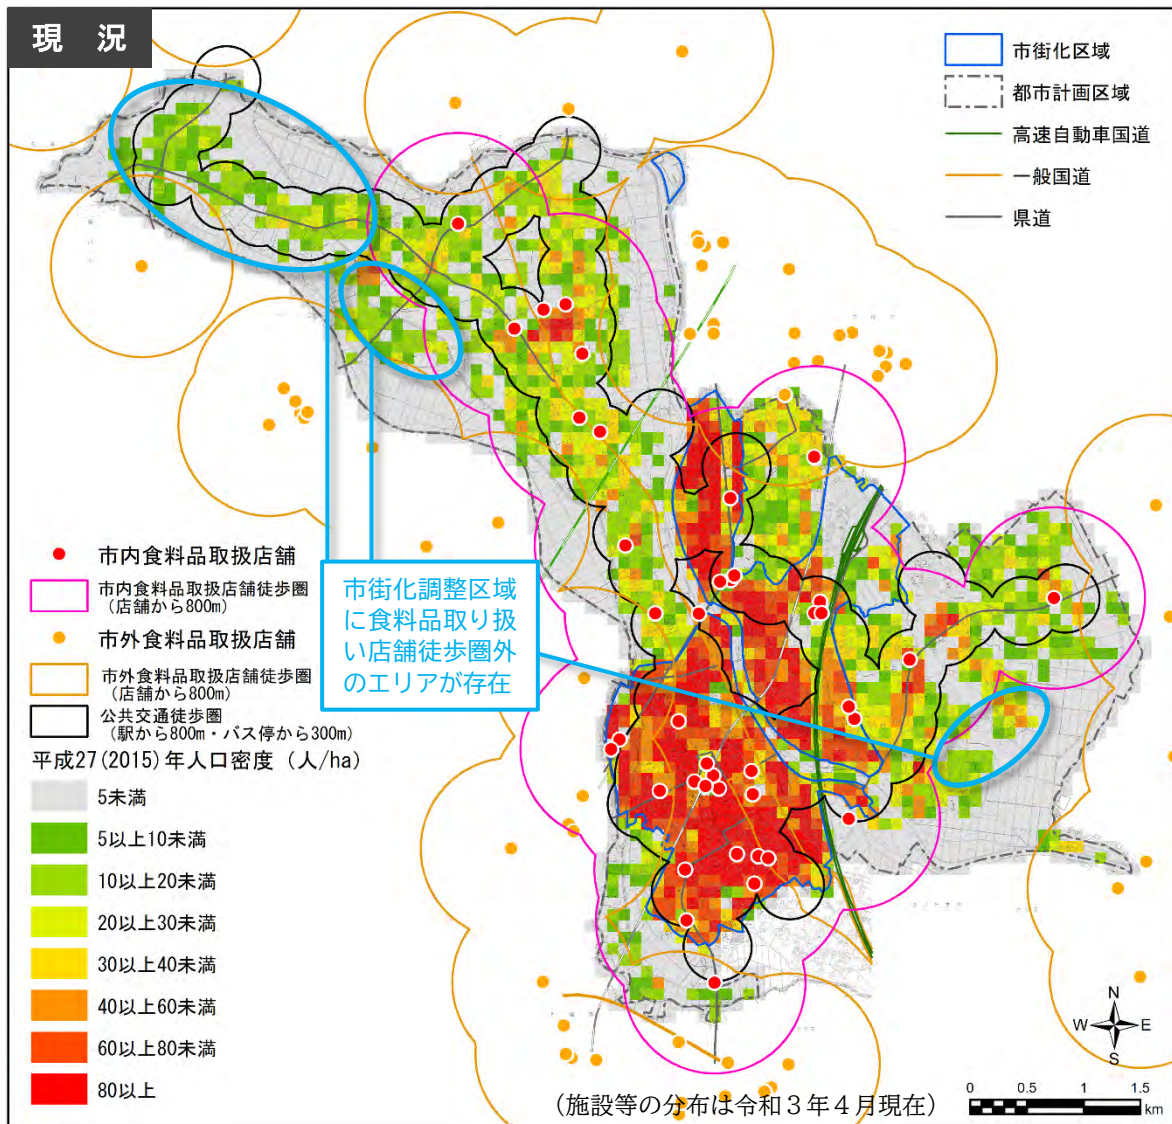 現 況
市街化区域
都市計画区域
高速自動車国道
一般国道
県道
市内食料品取扱店舗
市内食料品取扱店舗徒歩圏
(店舗から800m)
市外食料品取扱店舗
市外食料品取扱店舗徒歩圏
(店舗から800m)
公共交通徒歩圏
(駅から800m・バス停から300m)
平成27(2015)年人口密度(人/ha)
5未満
5以上10未満
10以上20未満
20以上30未満
30以上40未満
40以上60未満
60以上80未満
80以上
市街化調整区域
に食料品取り扱
い店舗徒歩圏外
のエリアが存在
N
W E
S
(施設等の分布は令和3年4月現在)
0 0.5 1 1.5
km